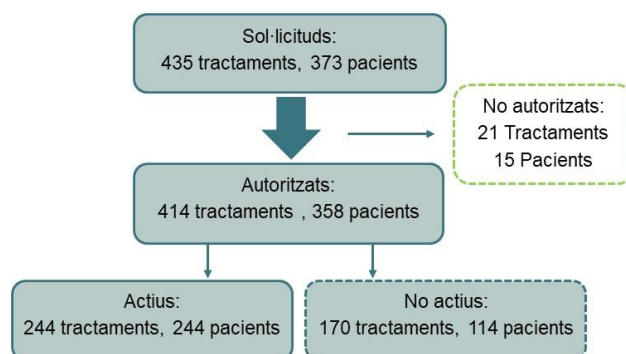 Sol·licituds:
435 tractaments, 373 pacients
No autoritzats:
21 Tractaments
15 Pacients
Autoritzats:
414 tractaments , 358 pacients
Actius:
244 tractaments, 244 pacients
No actius:
170 tractaments, 114 pacients